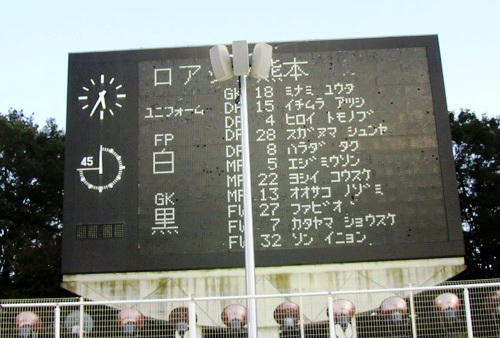 ロア 熊本
GK 18 ミナミ ユウタ
ユニフォーム
DF 15 イチムラ アツシ
DF 4 ヒロイ トモノブ
FP
DF 28 スガヌマ シュンヤ
白
DF 8 ハラダ タク
MF 5 エジミウソン
MF 22 ヨシイ コウスケ
GK
MF 13 オオサコ ノゾミ
黒
FW 27 ファビオ
FW 7 カタヤマ ショウスケ
FW 32 ソン イニョン
45